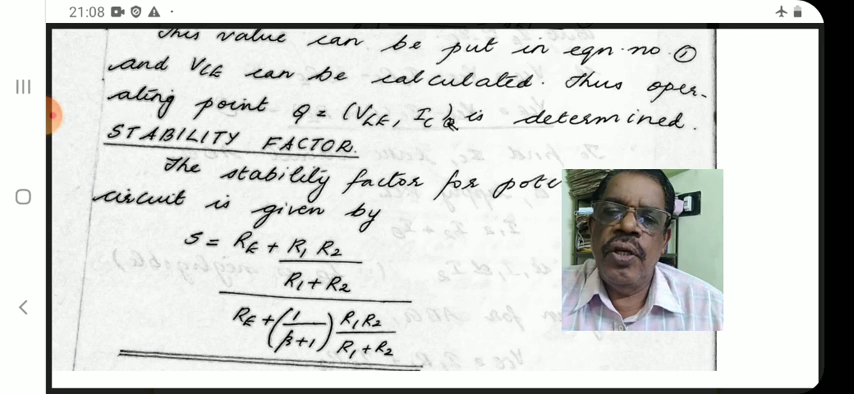 21:08
This value can be put in eqn. no. ①
and VCE can be calculated. Thus oper-
ating point Q = (VCE, IC)Q is determined.
STABILITY FACTOR.
The stability factor for pote
circuit is given by
S = RE + R1 R2
R1 + R2
RE + (1/β+1) R1 R2
R1 + R2